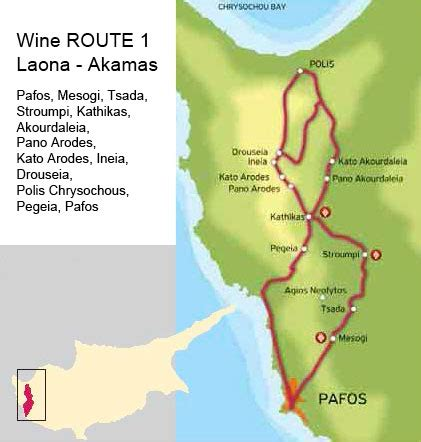 Wine ROUTE 1
Laona - Akamas
Pafos, Mesogi, Tsada,
Stroumpi, Kathikas,
Akourdaleia,
Pano Arodes,
Kato Arodes, Ineia,
Drouseia,
Polis Chrysochous,
Pegeia, Pafos
CHRYSOCHOU BAY
POLIS
Drouseia
Ineia
Kato Akourdaleia
Kato Arodes
Pano Akourdaleia
Pano Arodes
Kathikas
Pegeia
Stroumpi
Agios Neofytos
Tsada
Mesogi
PAFOS